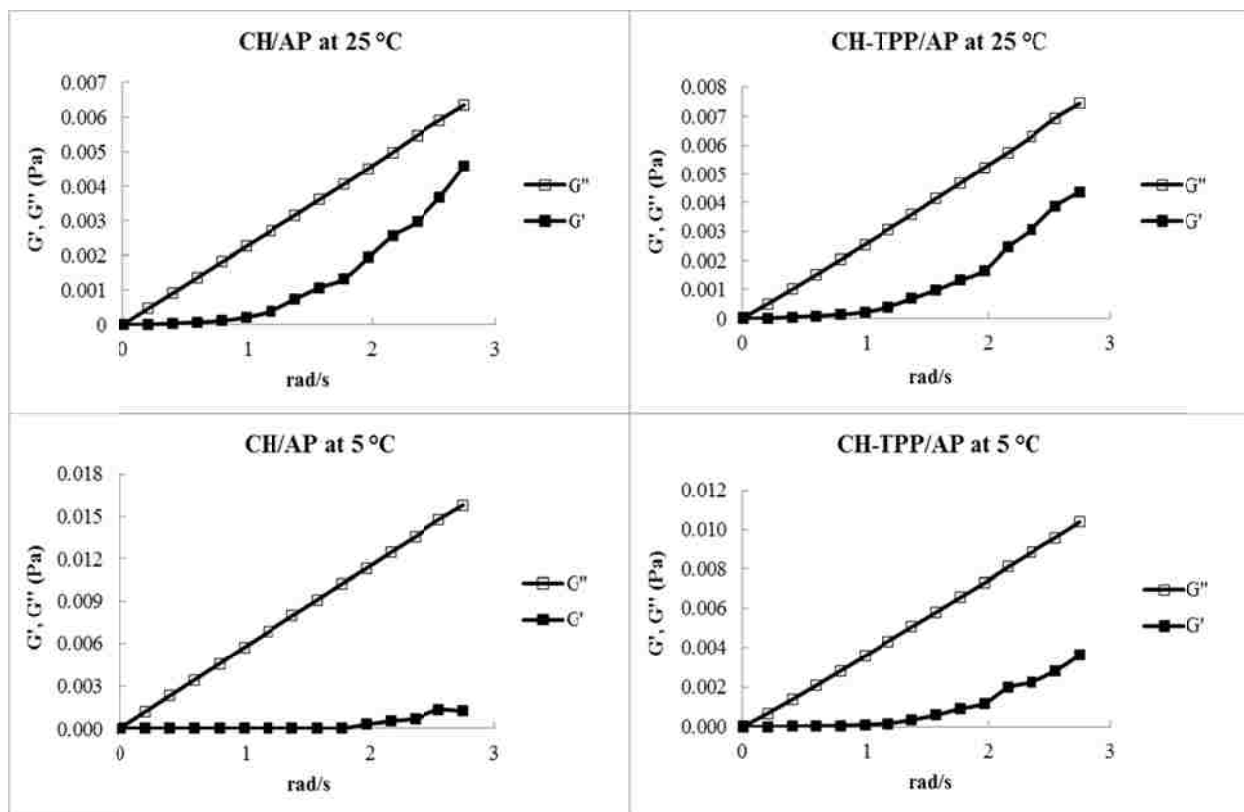 CH/AP at 25 °C
0.007
0.006
0.005
0.004
0.003
0.002
0.001
0
G', G'' (Pa)
0 1 2 3
rad/s
G''
G'
CH-TPP/AP at 25 °C
0.008
0.007
0.006
0.005
0.004
0.003
0.002
0.001
0
G', G'' (Pa)
0 1 2 3
rad/s
G''
G'
CH/AP at 5 °C
0.018
0.015
0.012
0.009
0.006
0.003
0.000
G', G'' (Pa)
0 1 2 3
rad/s
G''
G'
CH-TPP/AP at 5 °C
0.012
0.010
0.008
0.006
0.004
0.002
0.000
G', G'' (Pa)
0 1 2 3
rad/s
G''
G'